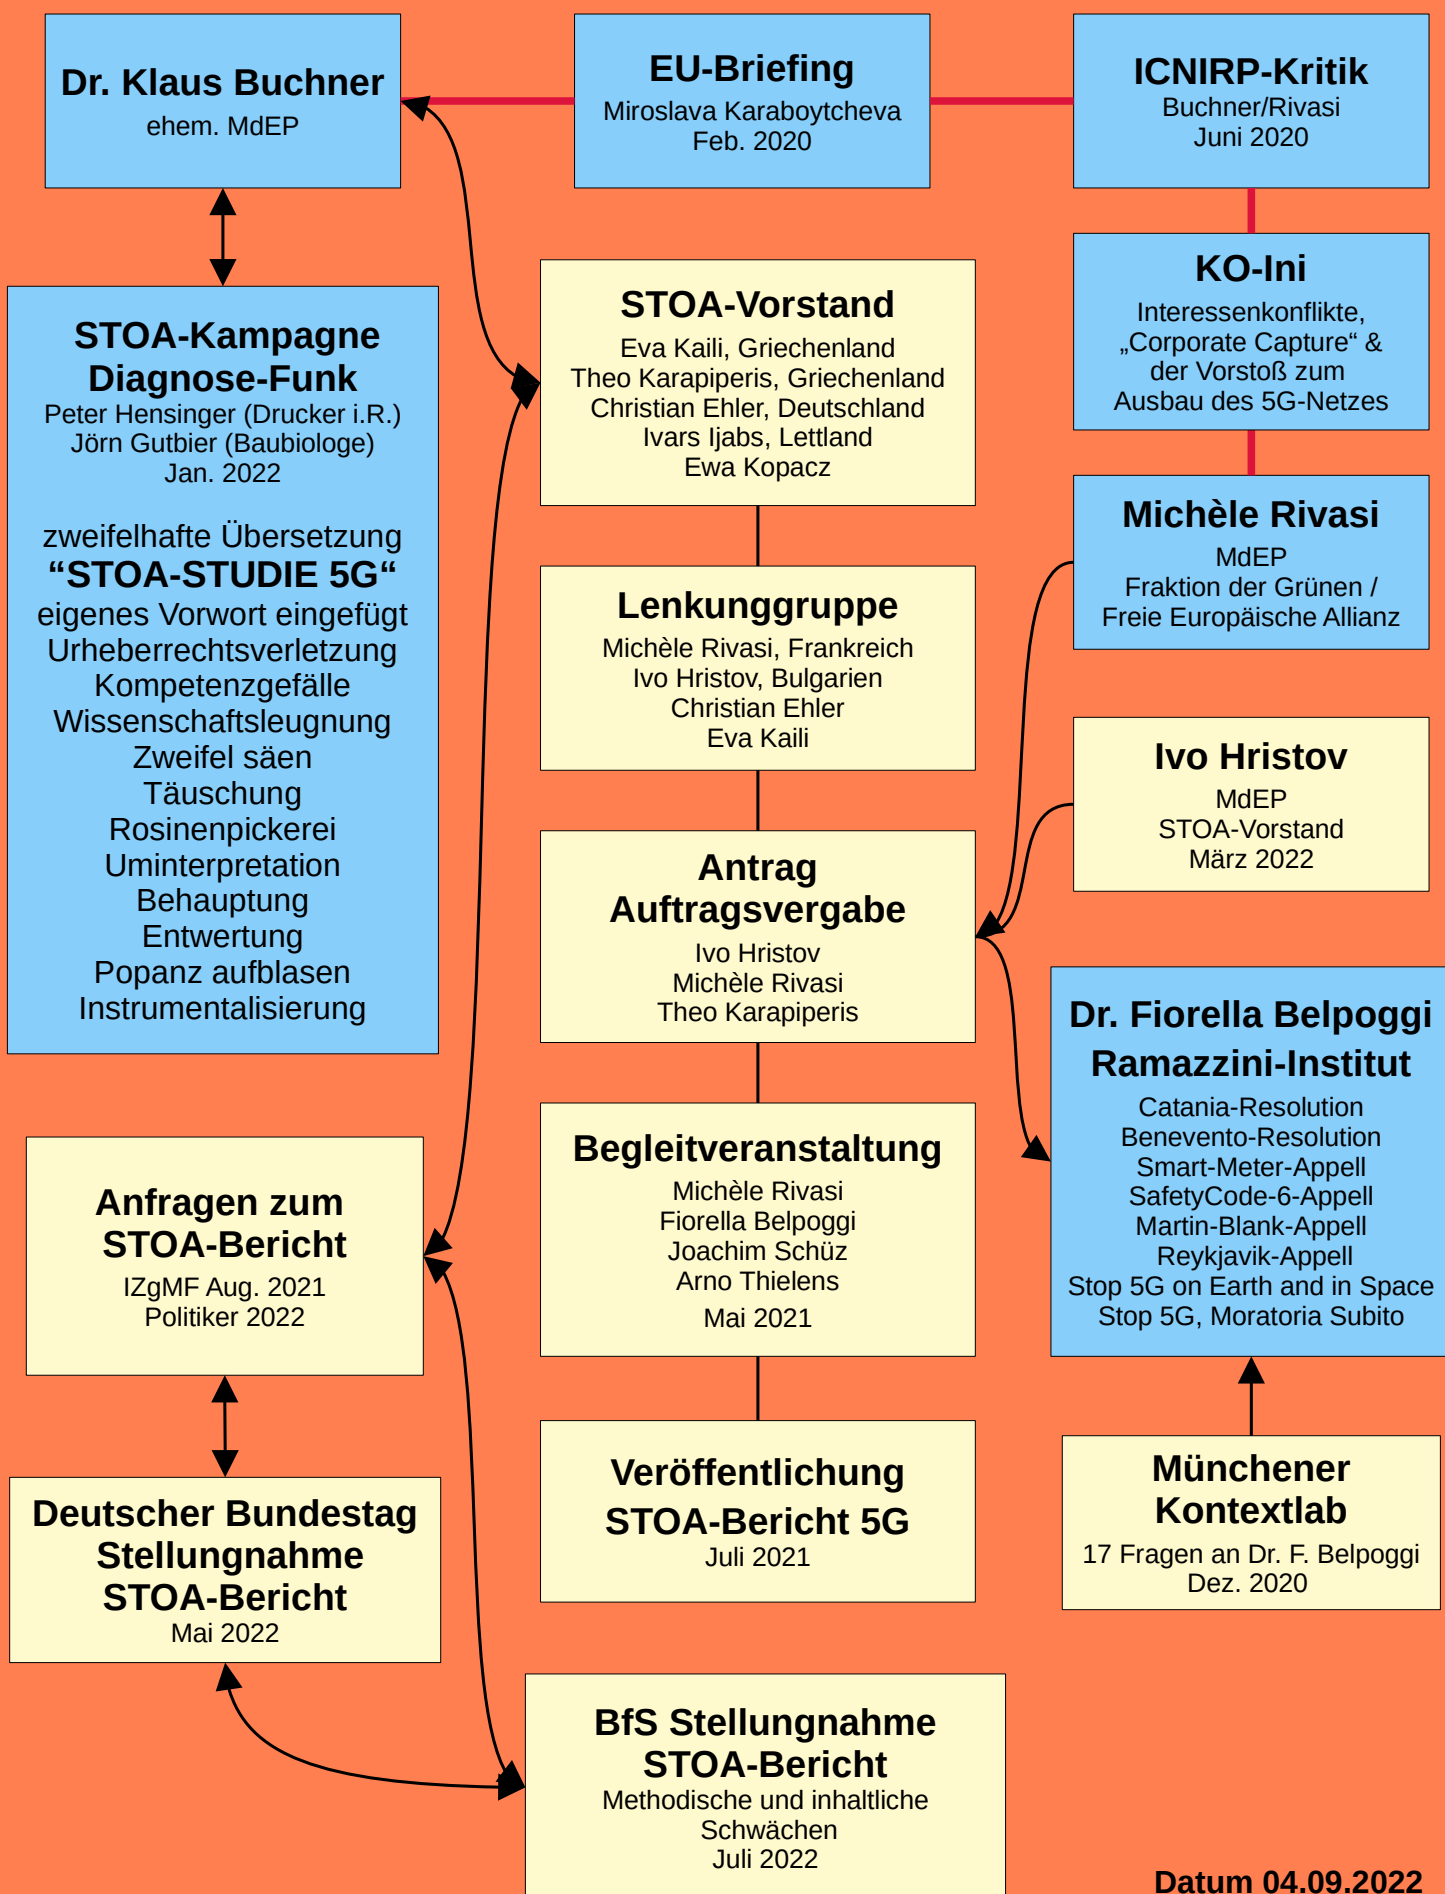 Dr. Klaus Buchner
ehem. MdEP
EU-Briefing
Miroslava Karaboytcheva
Feb. 2020
ICNIRP-Kritik
Buchner/Rivasi
Juni 2020
KO-Ini
Interessenkonflikte,
„Corporate Capture“ &
der Vorstoß zum
Ausbau des 5G-Netzes
STOA-Kampagne
Diagnose-Funk
Peter Hensinger (Drucker i.R.)
Jörn Gutbier (Baubiologe)
Jan. 2022
zweifelhafte Übersetzung
“STOA-STUDIE 5G“
eigenes Vorwort eingefügt
Urheberrechtsverletzung
Kompetenzgefälle
Wissenschaftsleugnung
Zweifel säen
Täuschung
Rosinenpickerei
Uminterpretation
Behauptung
Entwertung
Popanz aufblasen
Instrumentalisierung
STOA-Vorstand
Eva Kaili, Griechenland
Theo Karapiperis, Griechenland
Christian Ehler, Deutschland
Ivars Ijabs, Lettland
Ewa Kopacz
Michèle Rivasi
MdEP
Fraktion der Grünen /
Freie Europäische Allianz
Lenkunggruppe
Michèle Rivasi, Frankreich
Ivo Hristov, Bulgarien
Christian Ehler
Eva Kaili
Ivo Hristov
MdEP
STOA-Vorstand
März 2022
Antrag
Auftragsvergabe
Ivo Hristov
Michèle Rivasi
Theo Karapiperis
Dr. Fiorella Belpoggi
Ramazzini-Institut
Catania-Resolution
Benevento-Resolution
Smart-Meter-Appell
SafetyCode-6-Appell
Martin-Blank-Appell
Reykjavik-Appell
Stop 5G on Earth and in Space
Stop 5G, Moratoria Subito
Begleitveranstaltung
Michèle Rivasi
Fiorella Belpoggi
Joachim Schüz
Arno Thielens
Mai 2021
Anfragen zum
STOA-Bericht
IZgMF Aug. 2021
Politiker 2022
Veröffentlichung
STOA-Bericht 5G
Juli 2021
Münchener
Kontextlab
17 Fragen an Dr. F. Belpoggi
Dez. 2020
Deutscher Bundestag
Stellungnahme
STOA-Bericht
Mai 2022
BfS Stellungnahme
STOA-Bericht
Methodische und inhaltliche
Schwächen
Juli 2022
Datum 04.09.2022